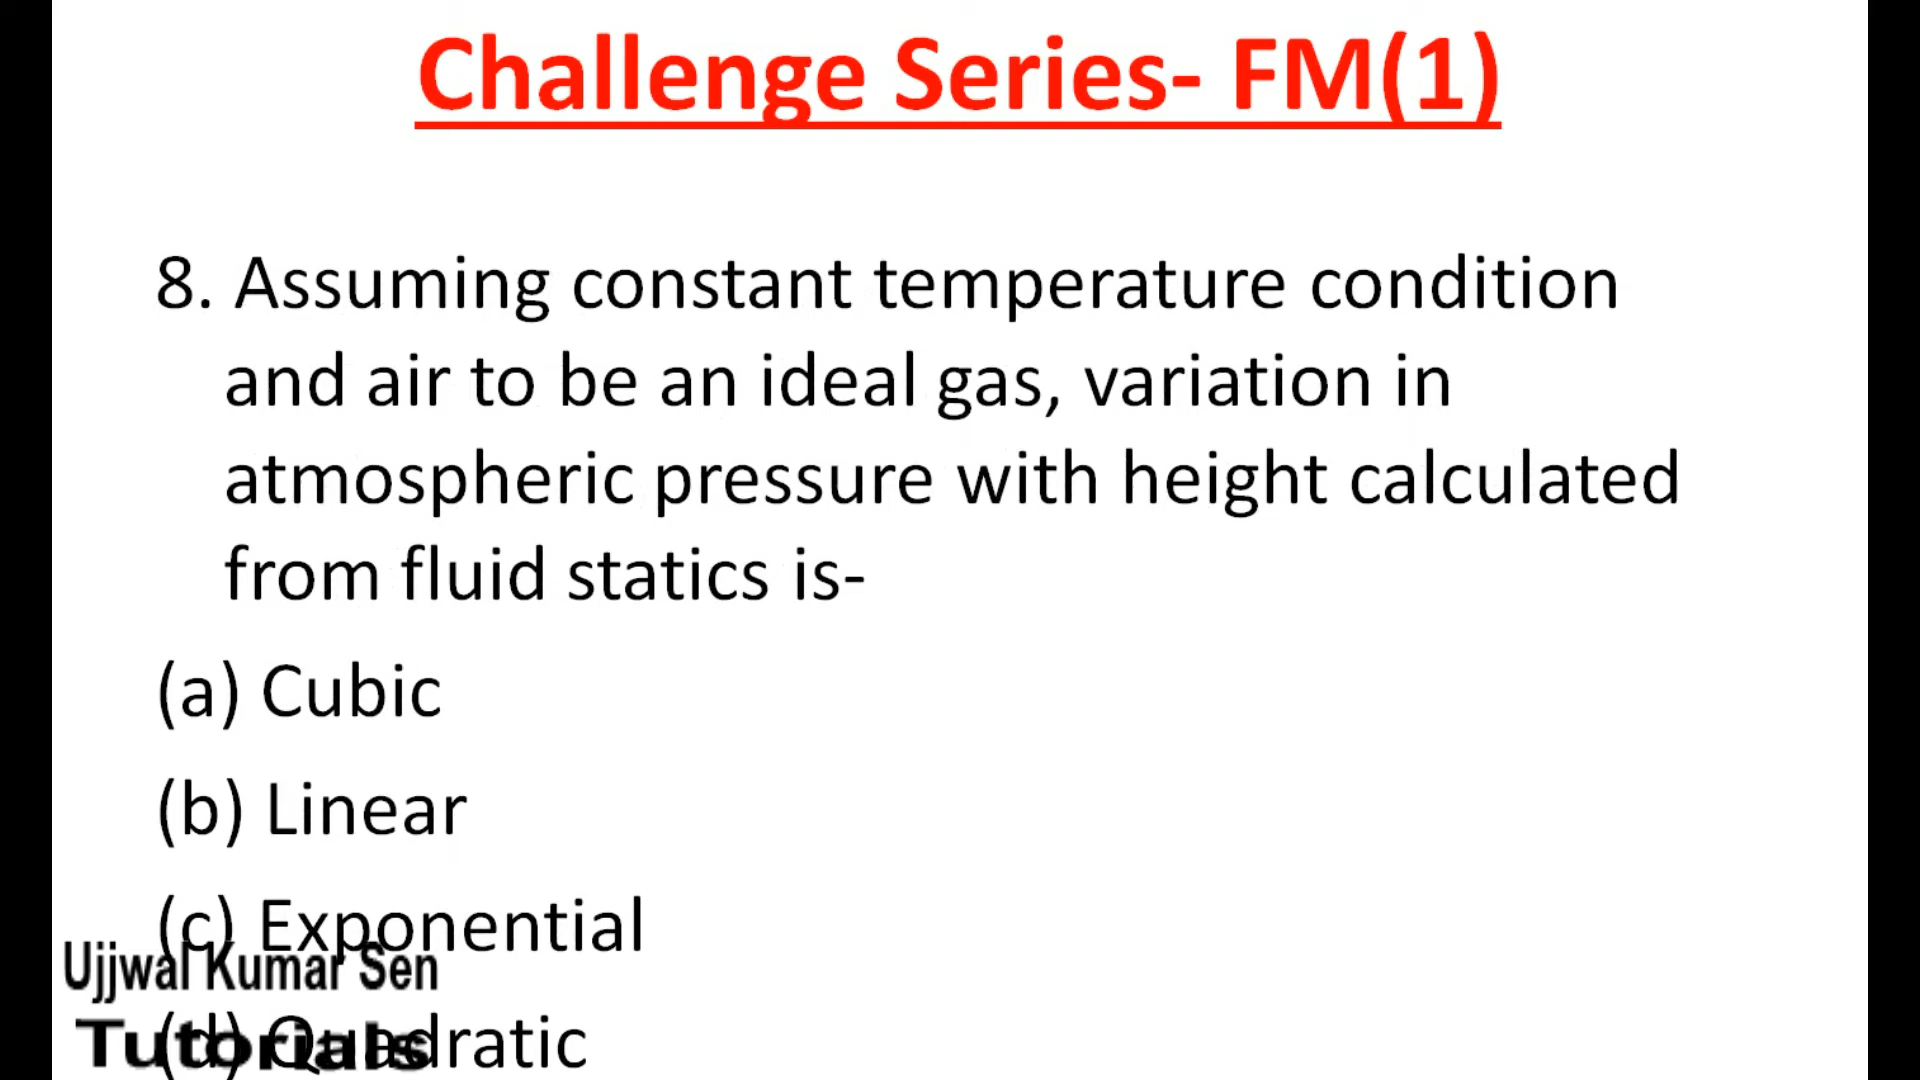 Challenge Series- FM(1)
8. Assuming constant temperature condition
and air to be an ideal gas, variation in
atmospheric pressure with height calculated
from fluid statics is-
(a) Cubic
(b) Linear
(c) Exponential
Ujjwal Kumar Sen
(d) Quadratic
Tutorials